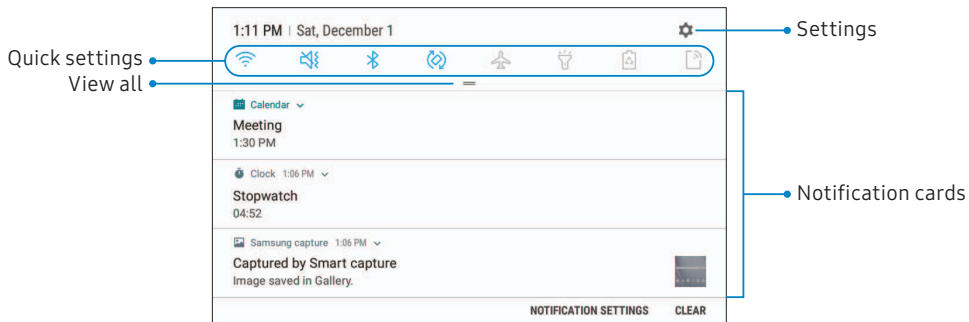 1:11 PM | Sat, December 1
Settings
Quick settings
View all
Calendar
Meeting
1:30 PM
Clock 1:06 PM
Stopwatch
04:52
Notification cards
Samsung capture 1:06 PM
Captured by Smart capture
Image saved in Gallery.
NOTIFICATION SETTINGS CLEAR